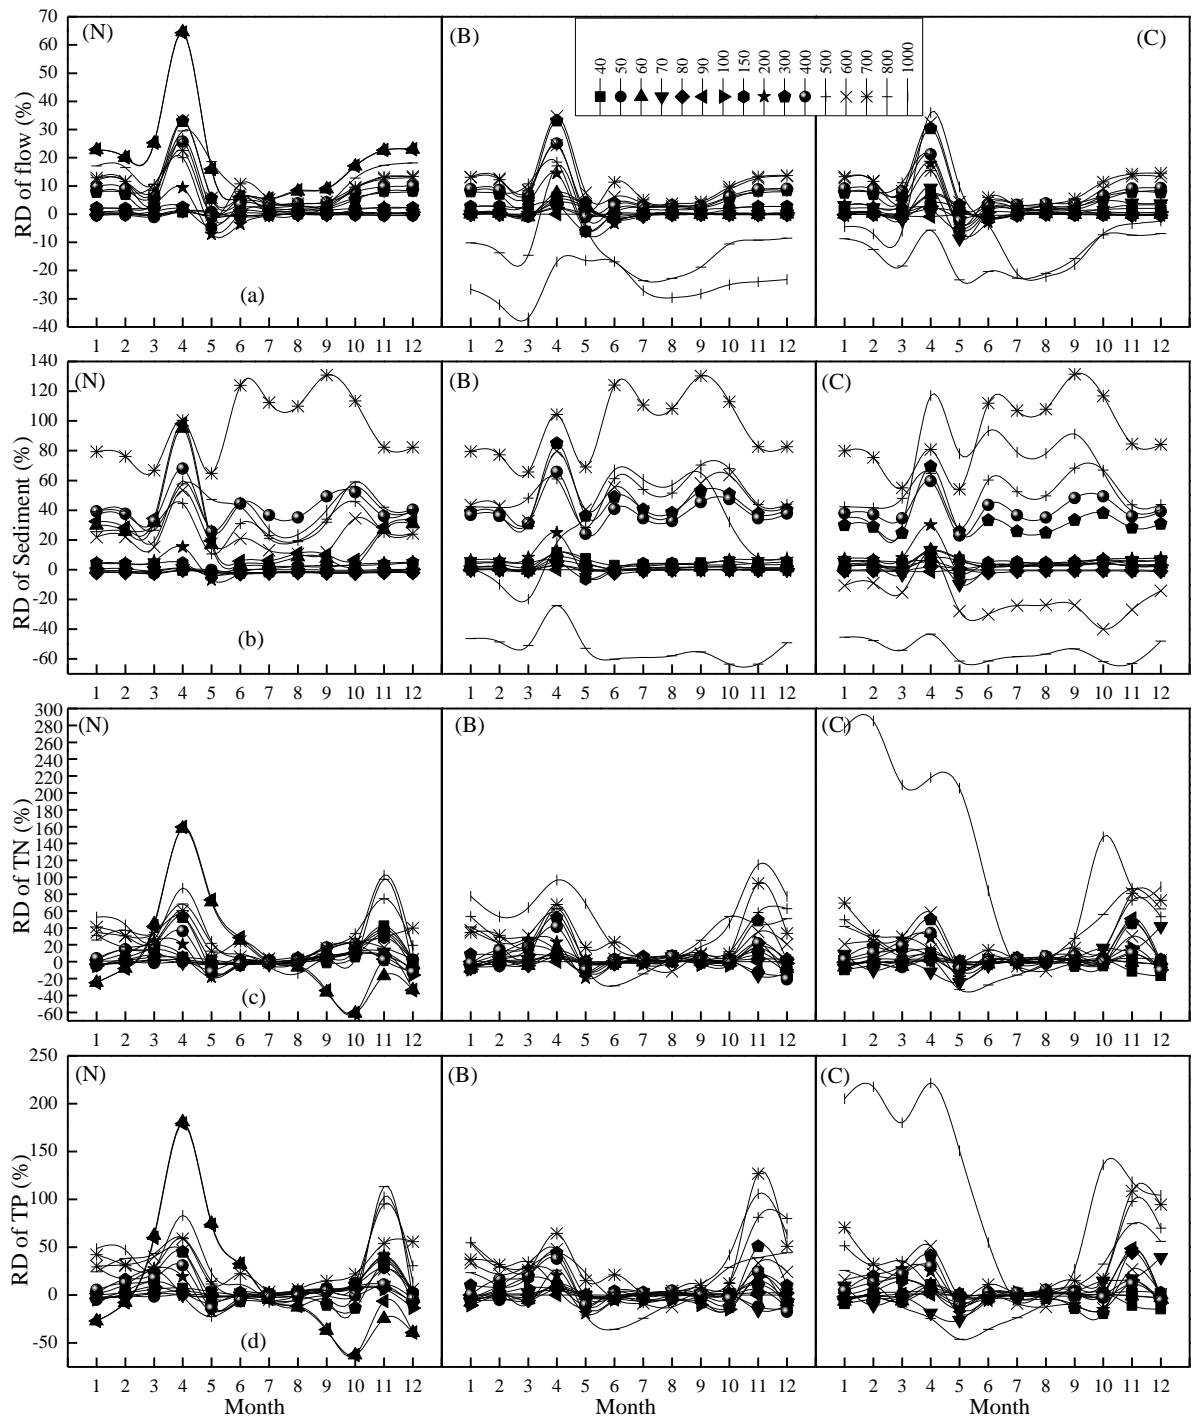 (N)
(B)
(C)
40
50
60
70
80
90
100
150
200
300
400
500
600
700
800
1000
RD of flow (%)
70
60
50
40
30
20
10
0
-10
-20
-30
-40
(a)
1 2 3 4 5 6 7 8 9 10 11 12
1 2 3 4 5 6 7 8 9 10 11 12
1 2 3 4 5 6 7 8 9 10 11 12
(N)
(B)
(C)
RD of Sediment (%)
140
120
100
80
60
40
20
0
-20
-40
-60
(b)
1 2 3 4 5 6 7 8 9 10 11 12
1 2 3 4 5 6 7 8 9 10 11 12
1 2 3 4 5 6 7 8 9 10 11 12
(N)
(B)
(C)
RD of TN (%)
300
280
260
240
220
200
180
160
140
120
100
80
60
40
20
0
-20
-40
-60
(c)
1 2 3 4 5 6 7 8 9 10 11 12
1 2 3 4 5 6 7 8 9 10 11 12
1 2 3 4 5 6 7 8 9 10 11 12
(N)
(B)
(C)
RD of TP (%)
250
200
150
100
50
0
-50
(d)
1 2 3 4 5 6 7 8 9 10 11 12
1 2 3 4 5 6 7 8 9 10 11 12
1 2 3 4 5 6 7 8 9 10 11 12
Month
Month
Month